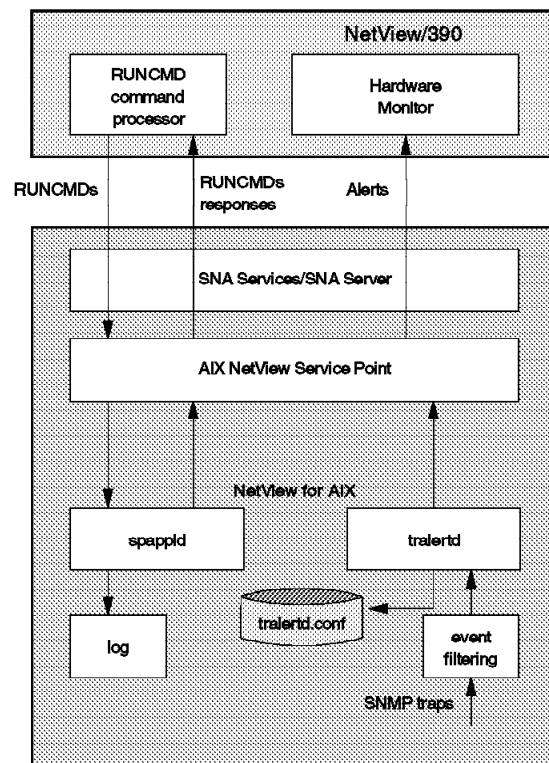 NetView/390
RUNCMD
command
processor
Hardware
Monitor
RUNCMDs
RUNCMDs
responses
Alerts
SNA Services/SNA Server
AIX NetView Service Point
NetView for AIX
spappld
tralertd
tralertd.conf
log
event
filtering
SNMP traps